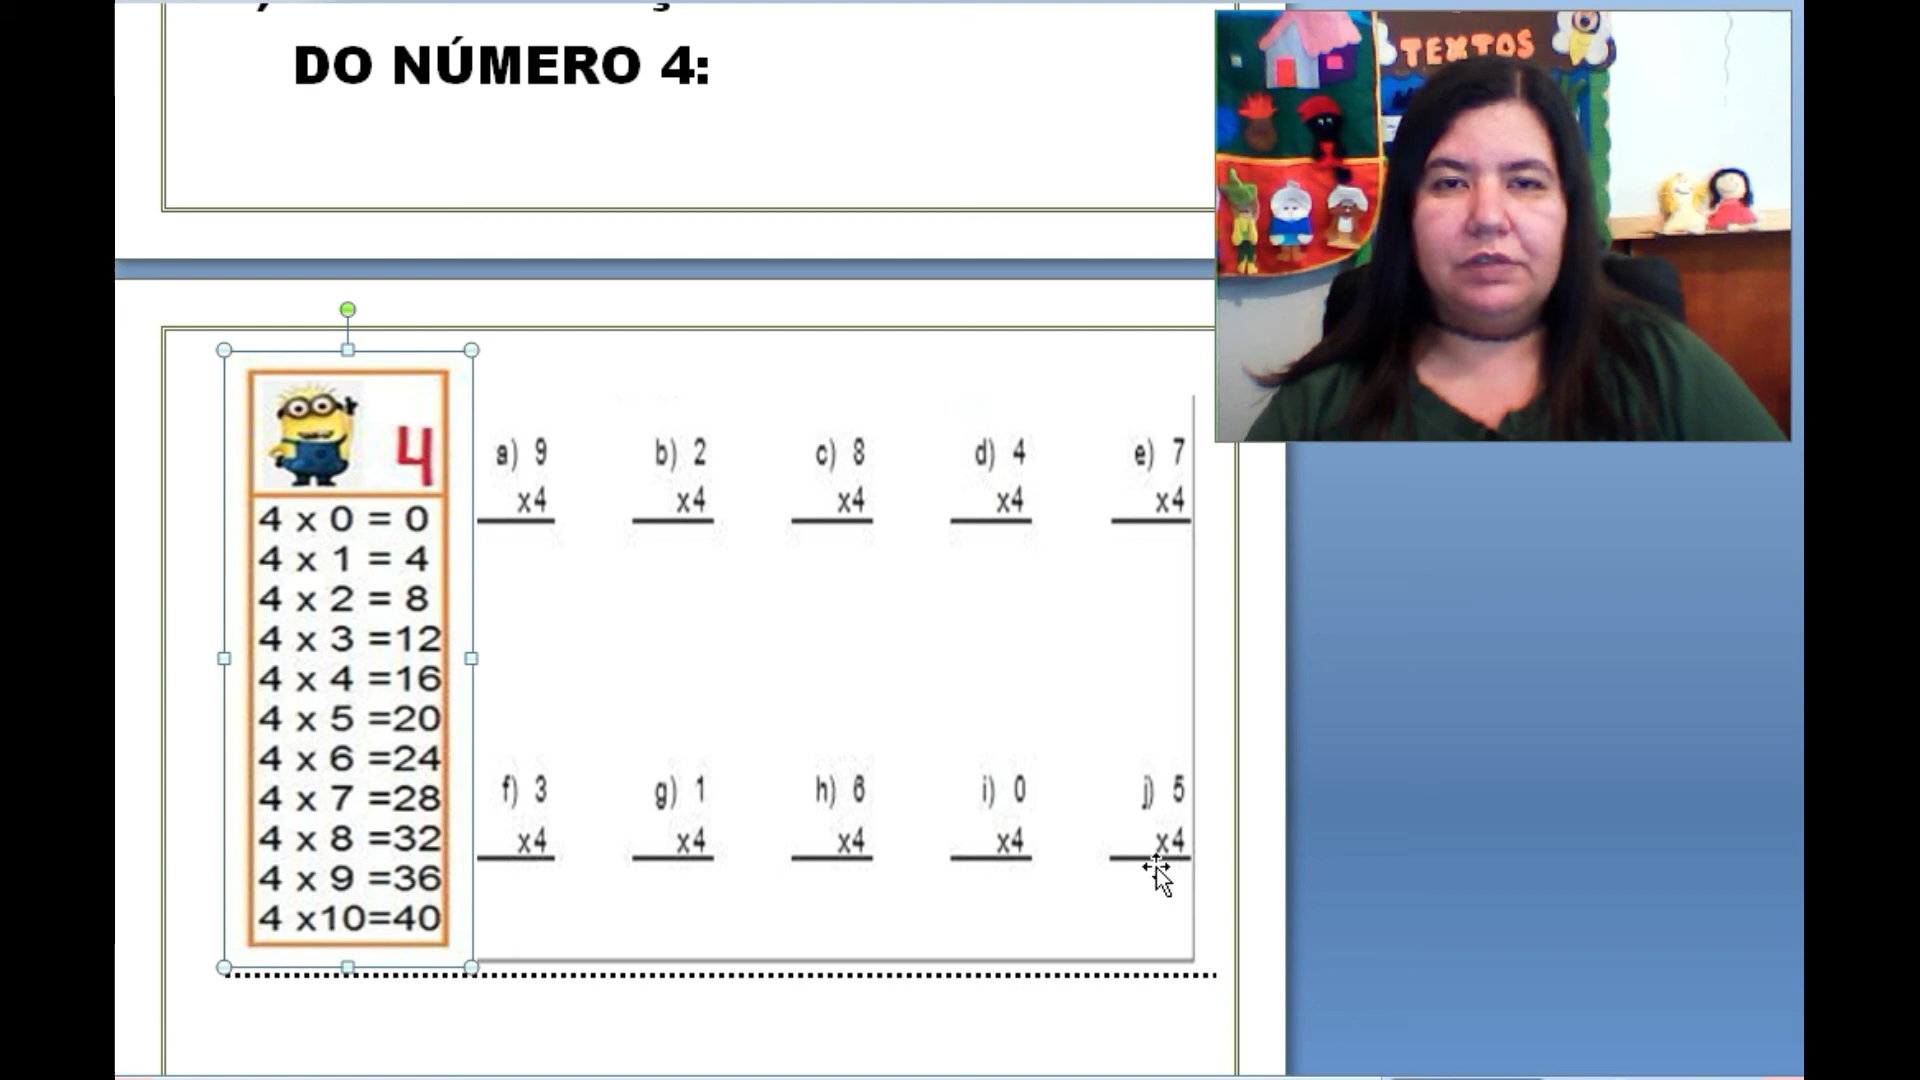 DO NÚMERO 4:
TEXTOS
4
4 x 0 = 0
4 x 1 = 4
4 x 2 = 8
4 x 3 =12
4 x 4 =16
4 x 5 =20
4 x 6 =24
4 x 7 =28
4 x 8 =32
4 x 9 =36
4 x10=40
a) 9 b) 2 c) 8 d) 4 e) 7
x4 x4 x4 x4 x4
f) 3 g) 1 h) 6 i) 0 j) 5
x4 x4 x4 x4 x4